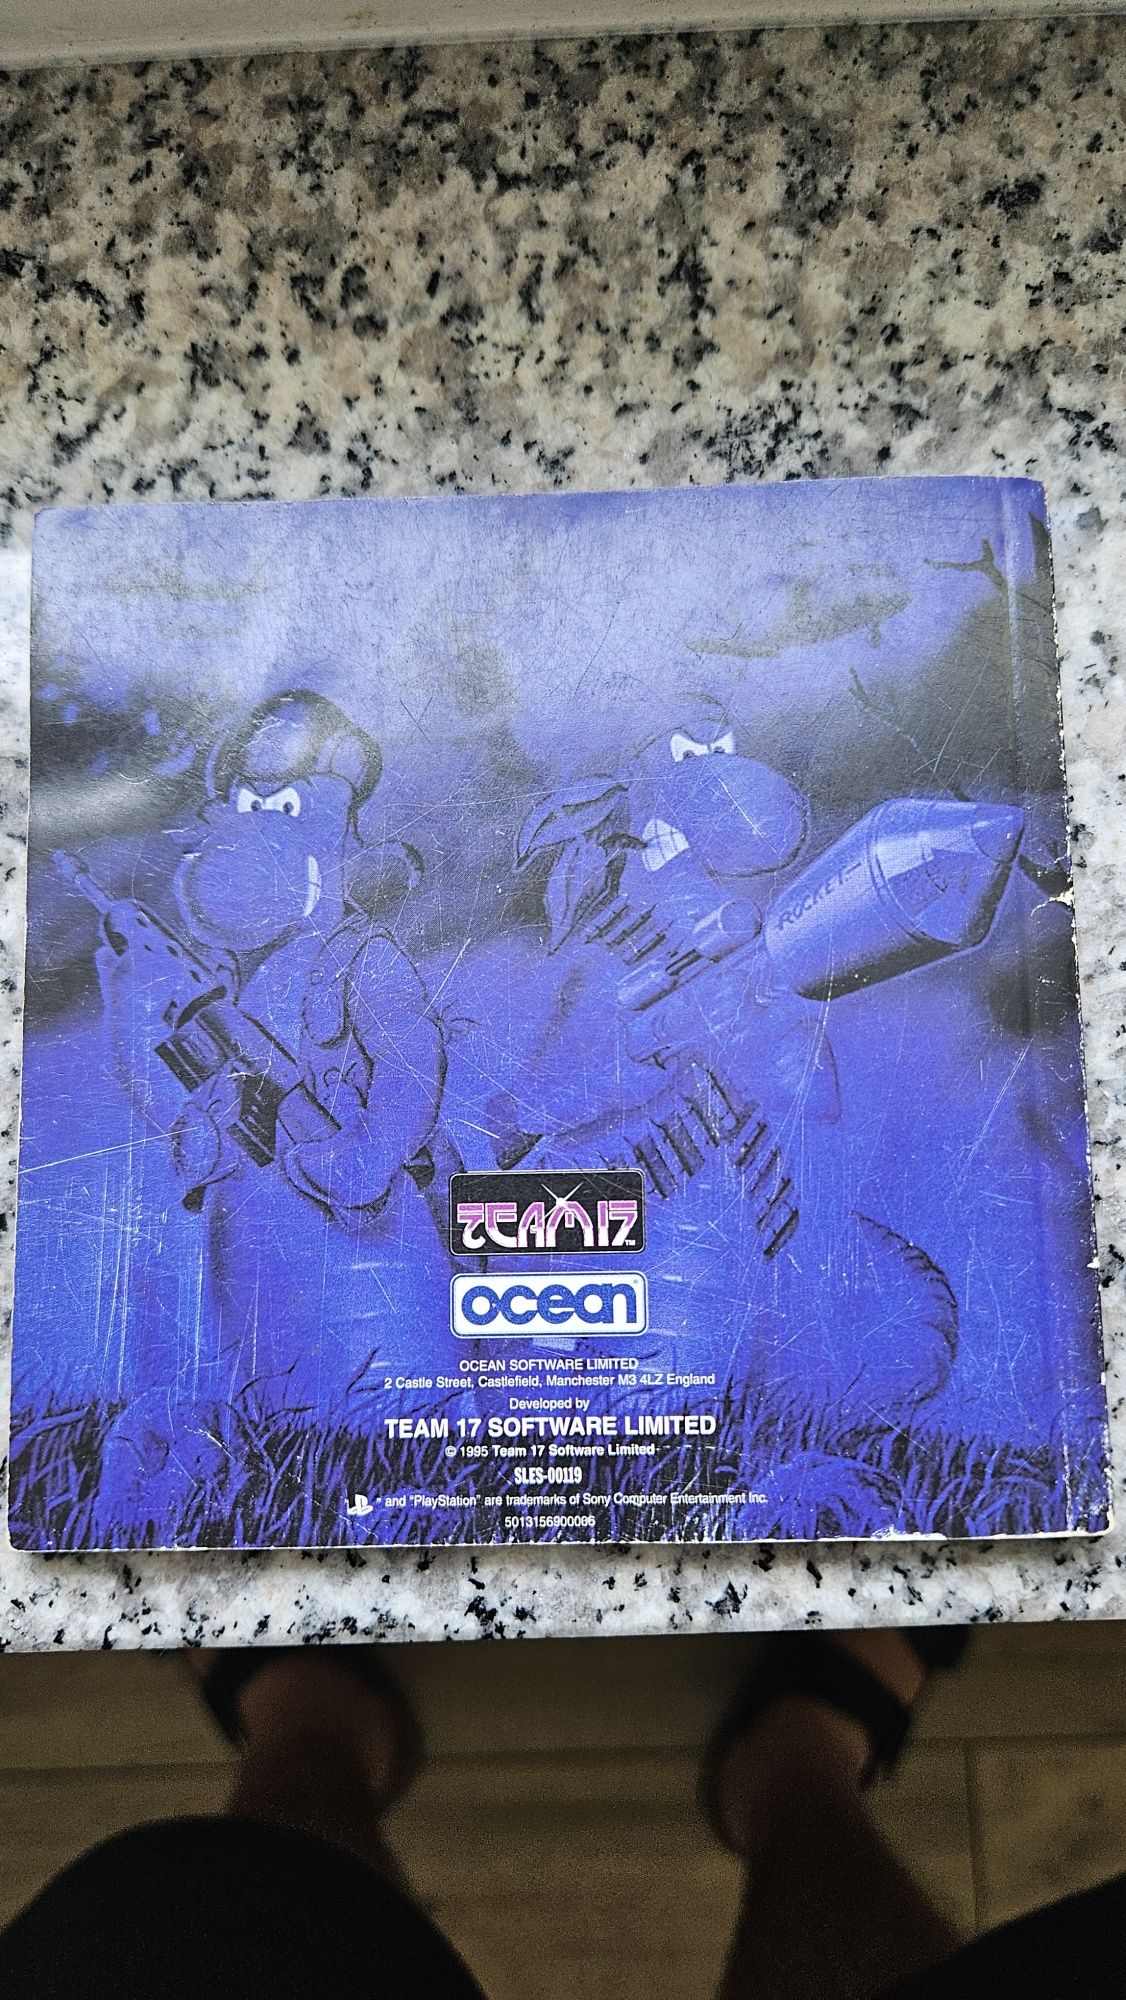 ROCKET
TEAM17
TM
ocean
OCEAN SOFTWARE LIMITED
2 Castle Street, Castlefield, Manchester M3 4LZ England
Developed by
TEAM 17 SOFTWARE LIMITED
© 1995 Team 17 Software Limited
SLES-00119
" " and "PlayStation" are trademarks of Sony Computer Entertainment Inc.
5013156900066